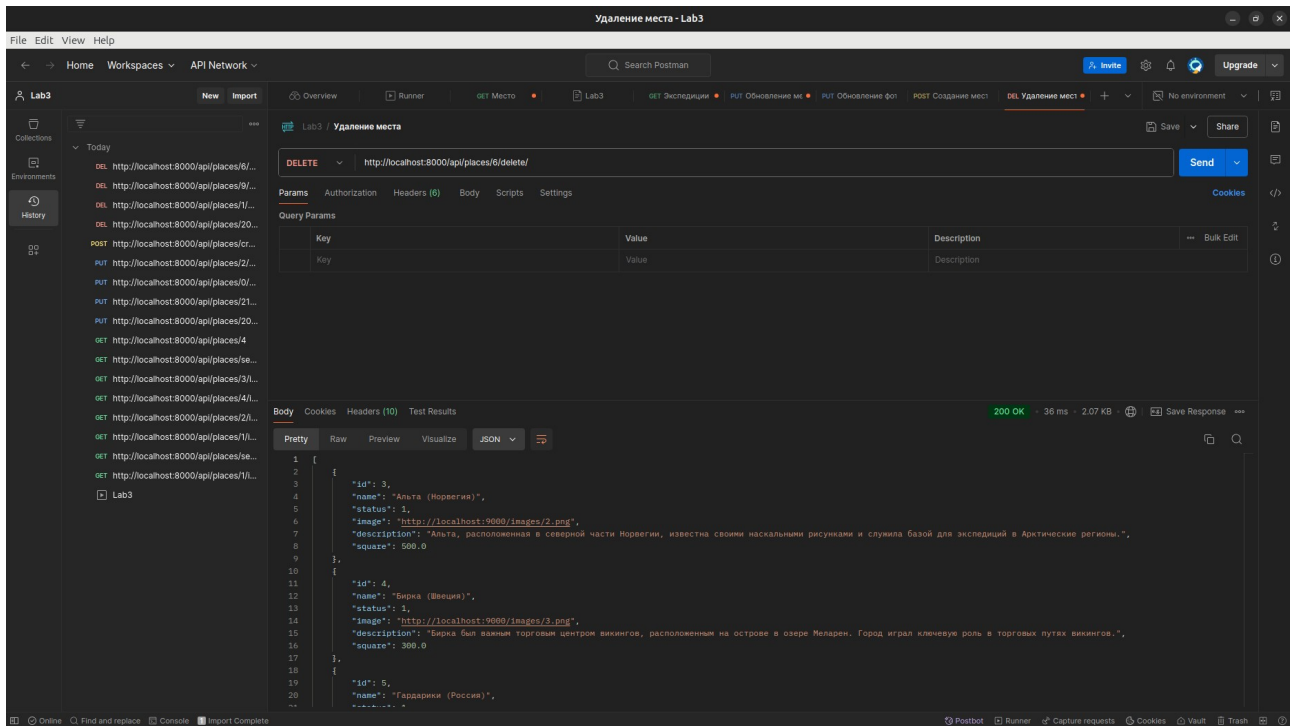 Удаление места - Lab3
File Edit View Help
Home Workspaces API Network Search Postman Invite Upgrade
Lab3 New Import Overview Runner GET Место Lab3 GET Экспедиции PUT Обновление ме PUT Обновление фот POST Создание мест DEL Удаление мест No environment
Collections
Environments
History
Today
DEL http://localhost:8000/api/places/6/...
DEL http://localhost:8000/api/places/9/...
DEL http://localhost:8000/api/places/1/...
DEL http://localhost:8000/api/places/20...
POST http://localhost:8000/api/places/cr...
PUT http://localhost:8000/api/places/2/...
PUT http://localhost:8000/api/places/0/...
PUT http://localhost:8000/api/places/21...
PUT http://localhost:8000/api/places/20...
GET http://localhost:8000/api/places/4
GET http://localhost:8000/api/places/se...
GET http://localhost:8000/api/places/3/i...
GET http://localhost:8000/api/places/4/i...
GET http://localhost:8000/api/places/2/i...
GET http://localhost:8000/api/places/1/i...
GET http://localhost:8000/api/places/se...
GET http://localhost:8000/api/places/1/i...
Lab3
HTTP Lab3 / Удаление места Save Share
DELETE http://localhost:8000/api/places/6/delete/ Send
Params Authorization Headers (6) Body Scripts Settings Cookies
Query Params
Key Value Description Bulk Edit
Key Value Description
Body Cookies Headers (10) Test Results 200 OK 36 ms 2.07 KB Save Response
Pretty Raw Preview Visualize JSON
1 [
2 {
3 "id": 3,
4 "name": "Альта (Норвегия)",
5 "status": 1,
6 "image": "http://localhost:9000/images/2.png",
7 "description": "Альта, расположенная в северной части Норвегии, известна своими наскальными рисунками и служила базой для экспедиций в Арктические регионы.",
8 "square": 500.0
9 },
10 {
11 "id": 4,
12 "name": "Бирка (Швеция)",
13 "status": 1,
14 "image": "http://localhost:9000/images/3.png",
15 "description": "Бирка был важным торговым центром викингов, расположенным на острове в озере Меларен. Город играл ключевую роль в торговых путях викингов.",
16 "square": 300.0
17 },
18 {
19 "id": 5,
20 "name": "Гардарики (Россия)",
Online Find and replace Console 1 Import Complete Postbot Runner Capture requests Cookies Vault Trash